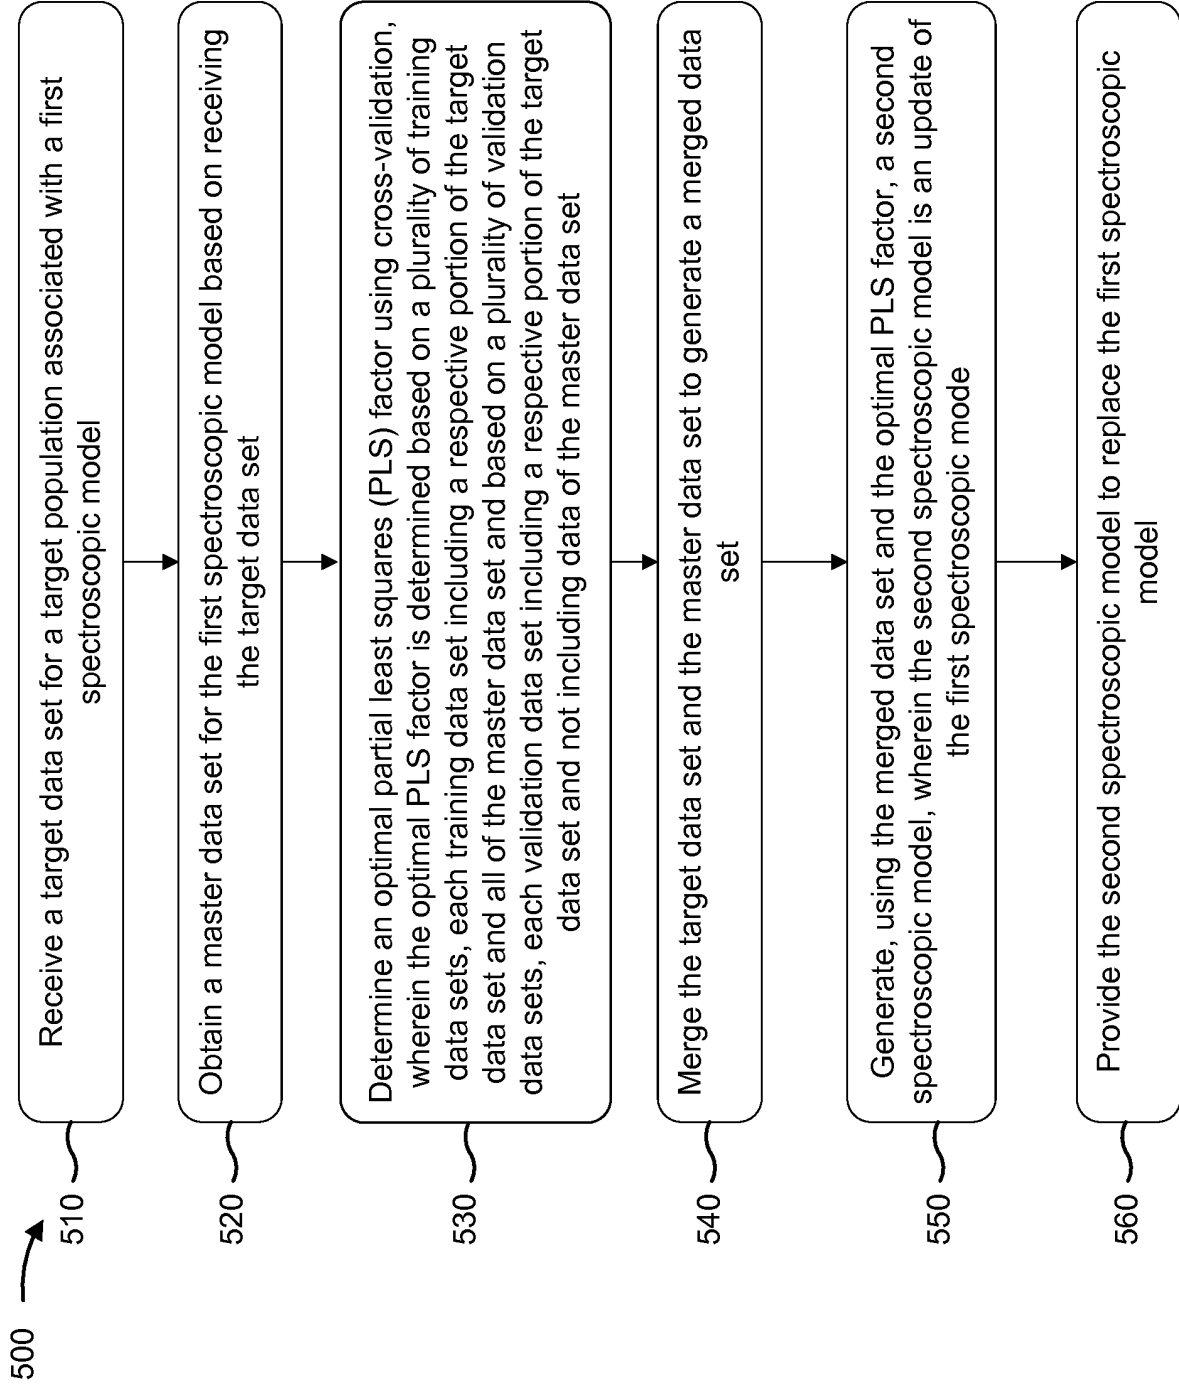 500
510
Receive a target data set for a target population associated with a first
spectroscopic model
520
Obtain a master data set for the first spectroscopic model based on receiving
the target data set
530
Determine an optimal partial least squares (PLS) factor using cross-validation,
wherein the optimal PLS factor is determined based on a plurality of training
data sets, each training data set including a respective portion of the target
data set and all of the master data set and based on a plurality of validation
data sets, each validation data set including a respective portion of the target
data set and not including data of the master data set
540
Merge the target data set and the master data set to generate a merged data
set
550
Generate, using the merged data set and the optimal PLS factor, a second
spectroscopic model, wherein the second spectroscopic model is an update of
the first spectroscopic mode
560
Provide the second spectroscopic model to replace the first spectroscopic
model